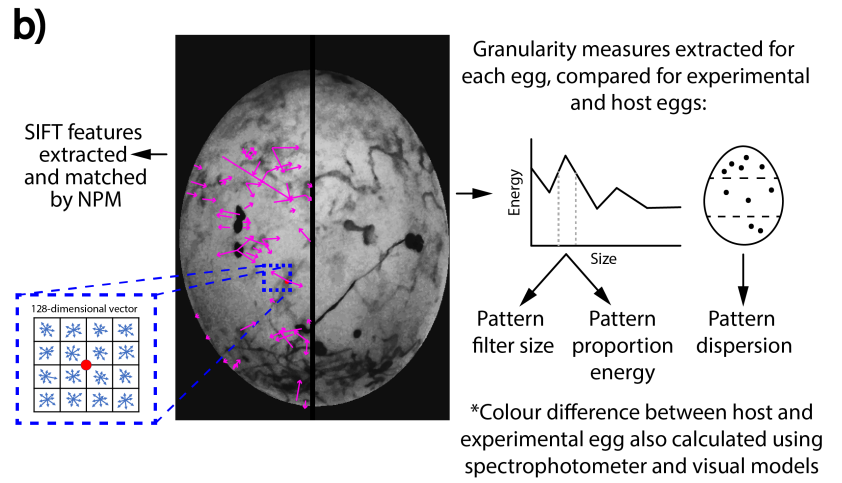 b)
SIFT features
extracted
and matched
by NPM
128-dimensional vector
Granularity measures extracted for
each egg, compared for experimental
and host eggs:
Energy
Size
Pattern
filter size
Pattern
proportion
energy
Pattern
dispersion
*Colour difference between host and
experimental egg also calculated using
spectrophotometer and visual models